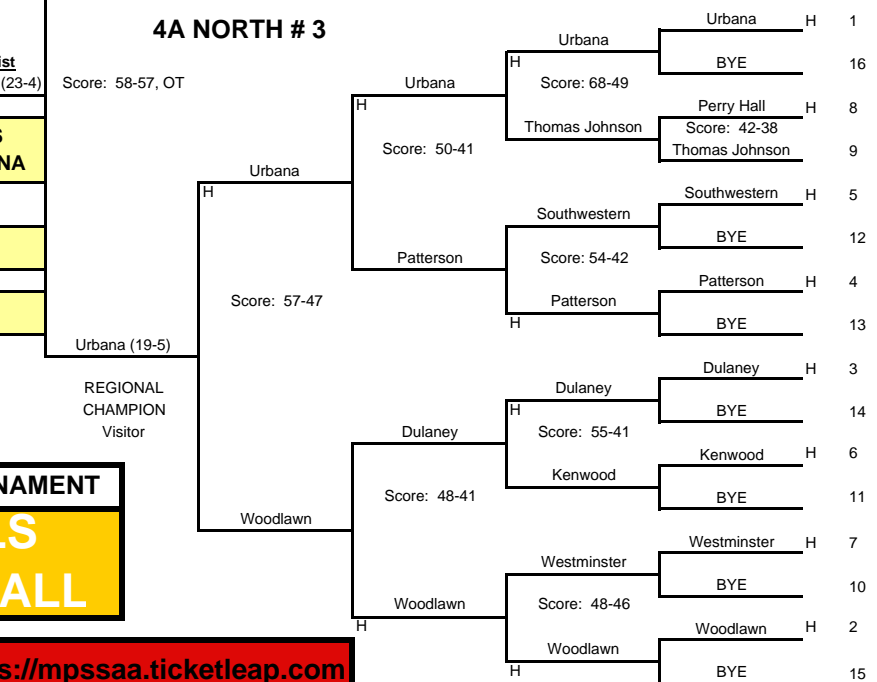 4A NORTH # 3
ist
(23-4)
Score: 58-57, OT
S
NA
Urbana H 1
BYE 16
Urbana
H
Score: 68-49
Perry Hall H 8
Score: 42-38
Thomas Johnson 9
Thomas Johnson
Urbana
H
Score: 50-41
Southwestern H 5
BYE 12
Southwestern
Score: 54-42
Patterson H 4
BYE 13
Patterson
H
Patterson
Urbana
H
Score: 57-47
Urbana (19-5)
REGIONAL
CHAMPION
Visitor
Dulaney H 3
BYE 14
Dulaney
H
Score: 55-41
Kenwood H 6
BYE 11
Kenwood
Dulaney
Score: 48-41
Westminster H 7
BYE 10
Westminster
Score: 48-46
Woodlawn H 2
BYE 15
Woodlawn
H
Woodlawn
H
Woodlawn
NAMENT
LS
ALL
s://mpssaa.ticketleap.com